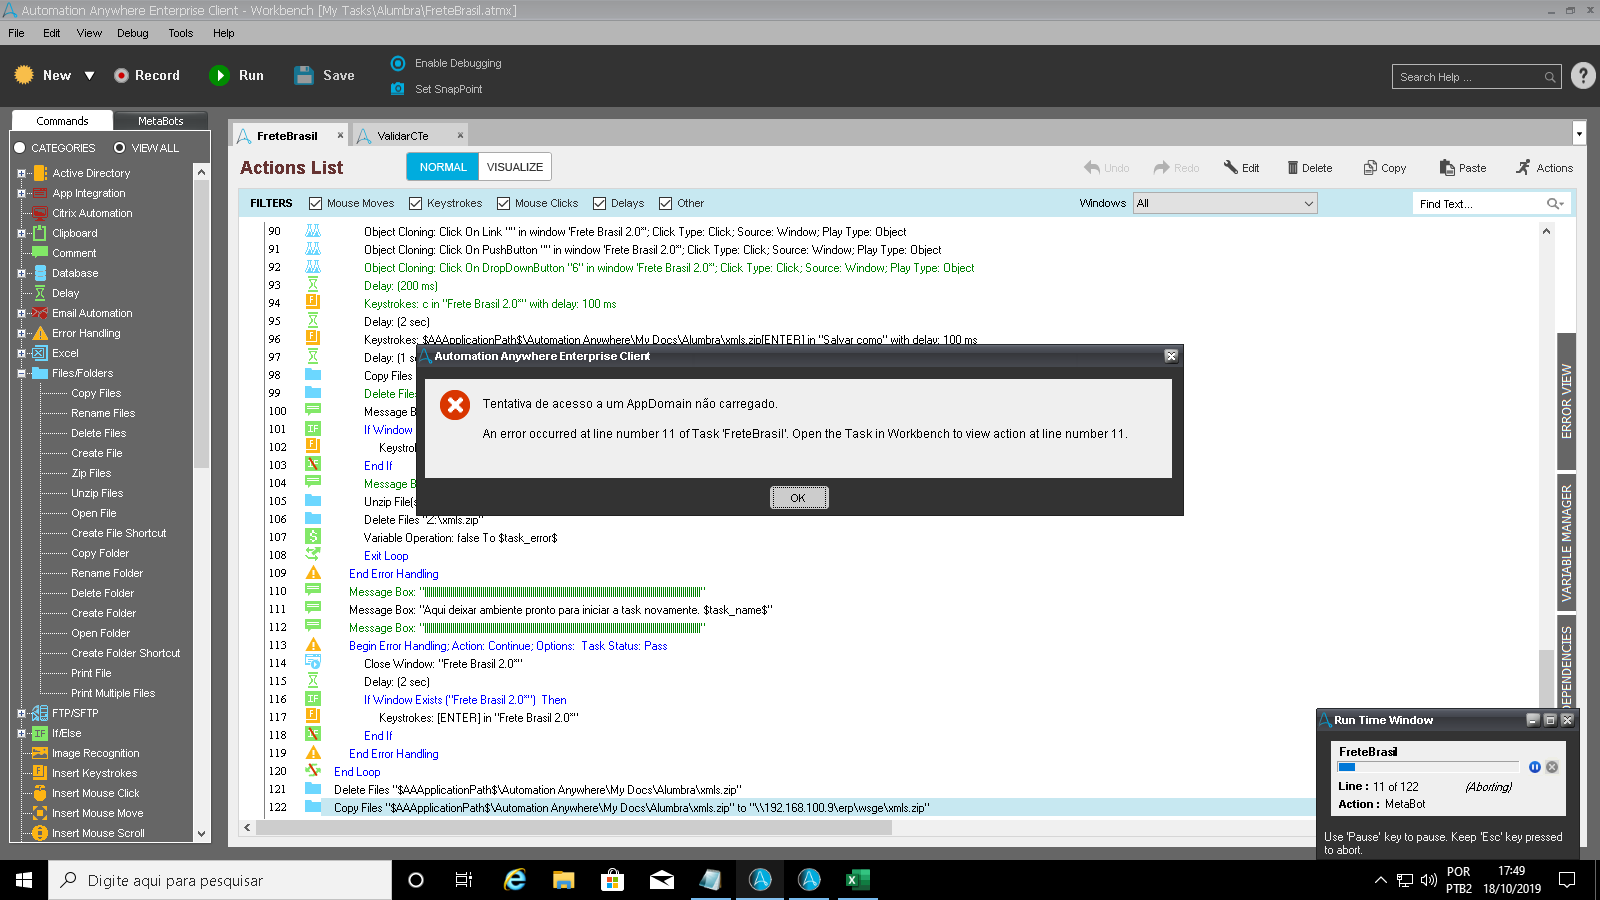 Automation Anywhere Enterprise Client - Workbench [My Tasks\Alumbra\FreteBrasil.atmx]
File Edit View Debug Tools Help
New Record Run Save
Enable Debugging
Set SnapPoint
Search Help ...
Commands MetaBots
CATEGORIES VIEW ALL
Active Directory
App Integration
Citrix Automation
Clipboard
Comment
Database
Delay
Email Automation
Error Handling
Excel
Files/Folders
Copy Files
Rename Files
Delete Files
Create File
Zip Files
Unzip Files
Open File
Create File Shortcut
Copy Folder
Rename Folder
Delete Folder
Create Folder
Open Folder
Create Folder Shortcut
Print File
Print Multiple Files
FTP/SFTP
If/Else
Image Recognition
Insert Keystrokes
Insert Mouse Click
Insert Mouse Move
Insert Mouse Scroll
FreteBrasil ValidarCTe
Actions List NORMAL VISUALIZE Undo Redo Edit Delete Copy Paste Actions
FILTERS Mouse Moves Keystrokes Mouse Clicks Delays Other Windows All Find Text...
90 Object Cloning: Click On Link "" in window 'Frete Brasil 2.0*'; Click Type: Click; Source: Window; Play Type: Object
91 Object Cloning: Click On PushButton "" in window 'Frete Brasil 2.0*'; Click Type: Click; Source: Window; Play Type: Object
92 Object Cloning: Click On DropDownButton "6" in window 'Frete Brasil 2.0*'; Click Type: Click; Source: Window; Play Type: Object
93 Delay: (200 ms)
94 Keystrokes: c in "Frete Brasil 2.0*" with delay: 100 ms
95 Delay: (2 sec)
96 Keystrokes: $AAApplicationPath$\Automation Anywhere\My Docs\Alumbra\xmls.zip[ENTER] in "Salvar como" with delay: 100 ms
97 Delay: (1 s
98 Copy Files
99 Delete Files
100 Message B
101 If Window
102 Keystrok
103 End If
104 Message B
105 Unzip File(s
106 Delete Files "Z:\xmls.zip"
107 Variable Operation: false To $task_error$
108 Exit Loop
109 End Error Handling
110 Message Box:
111 Message Box: "Aqui deixar ambiente pronto para iniciar a task novamente. $task_name$"
112 Message Box:
113 Begin Error Handling; Action: Continue; Options: Task Status: Pass
114 Close Window: "Frete Brasil 2.0*"
115 Delay: (2 sec)
116 If Window Exists ("Frete Brasil 2.0*") Then
117 Keystrokes: [ENTER] in "Frete Brasil 2.0*"
118 End If
119 End Error Handling
120 End Loop
121 Delete Files "$AAApplicationPath$\Automation Anywhere\My Docs\Alumbra\xmls.zip"
122 Copy Files "$AAApplicationPath$\Automation Anywhere\My Docs\Alumbra\xmls.zip" to "\\192.168.100.9\erp\wsge\xmls.zip"
Automation Anywhere Enterprise Client
Tentativa de acesso a um AppDomain não carregado.
An error occurred at line number 11 of Task 'FreteBrasil'. Open the Task in Workbench to view action at line number 11.
OK
ERROR VIEW
VARIABLE MANAGER
DEPENDENCIES
Run Time Window
FreteBrasil
Line : 11 of 122 (Aborting)
Action : MetaBot
Use 'Pause' key to pause. Keep 'Esc' key pressed
to abort.
Digite aqui para pesquisar
POR
PTB2
17:49
18/10/2019